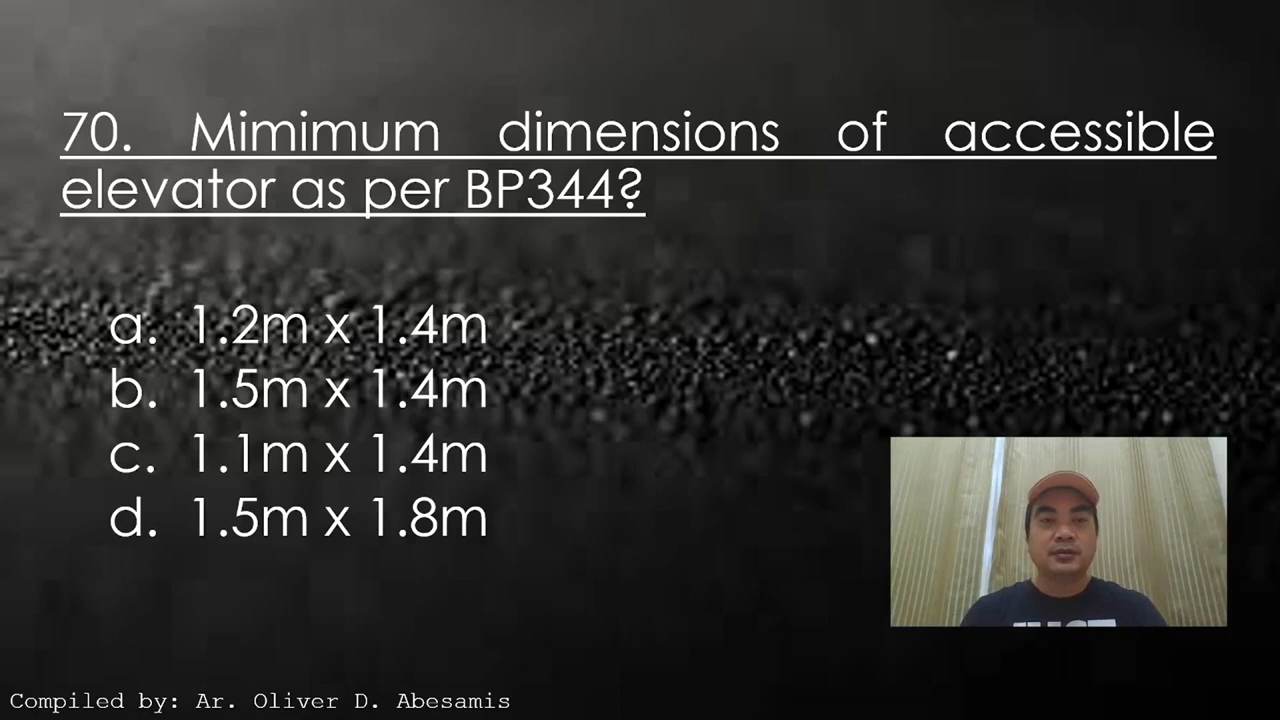 70. Mimimum dimensions of accessible
elevator as per BP344?
a. 1.2m x 1.4m
b. 1.5m x 1.4m
c. 1.1m x 1.4m
d. 1.5m x 1.8m
Compiled by: Ar. Oliver D. Abesamis